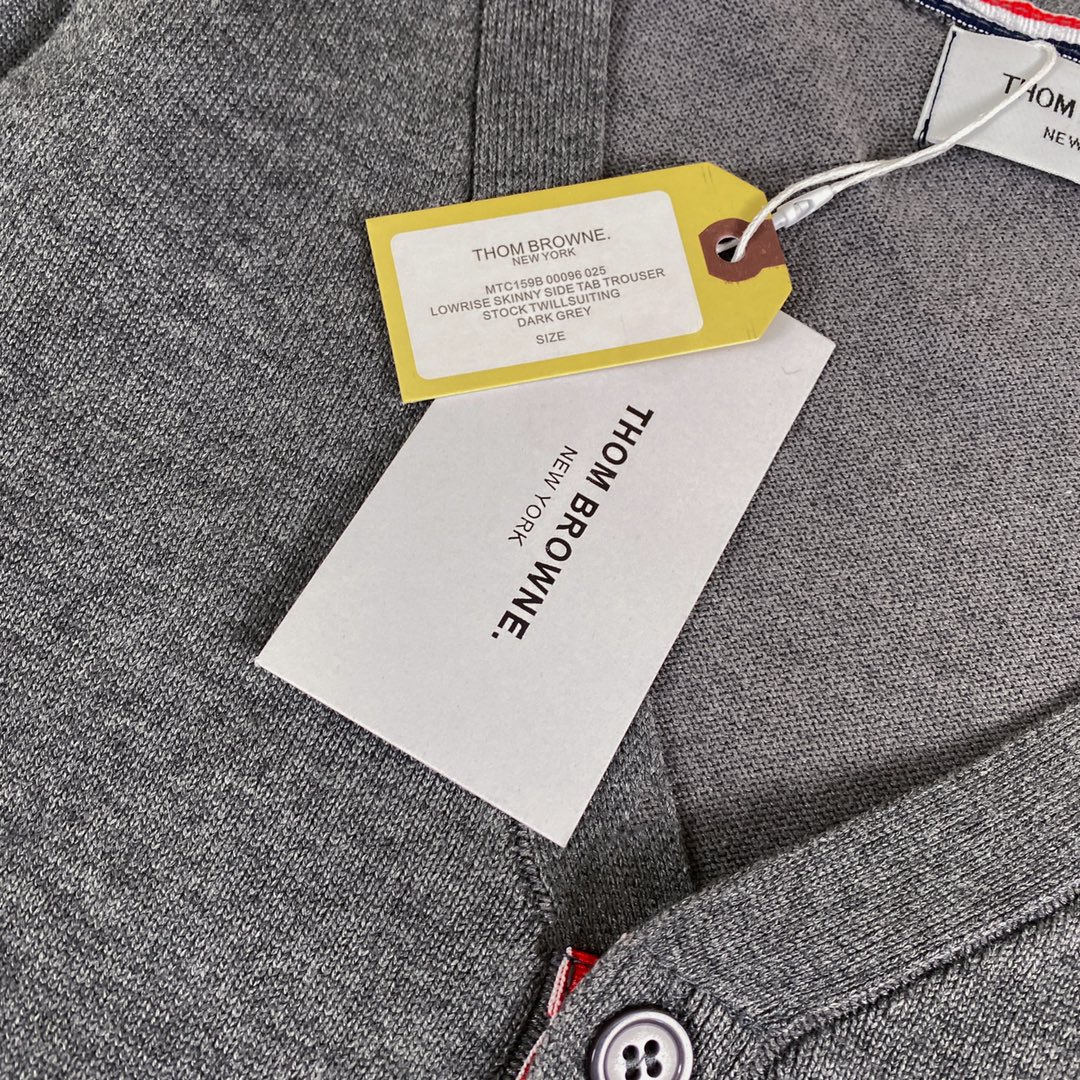 THOM
NEW
THOM BROWNE.
NEW YORK
MTC159B 00096 025
LOWRISE SKINNY SIDE TAB TROUSER
STOCK TWILLSUITING
DARK GREY
SIZE
THOM BROWNE.
NEW YORK